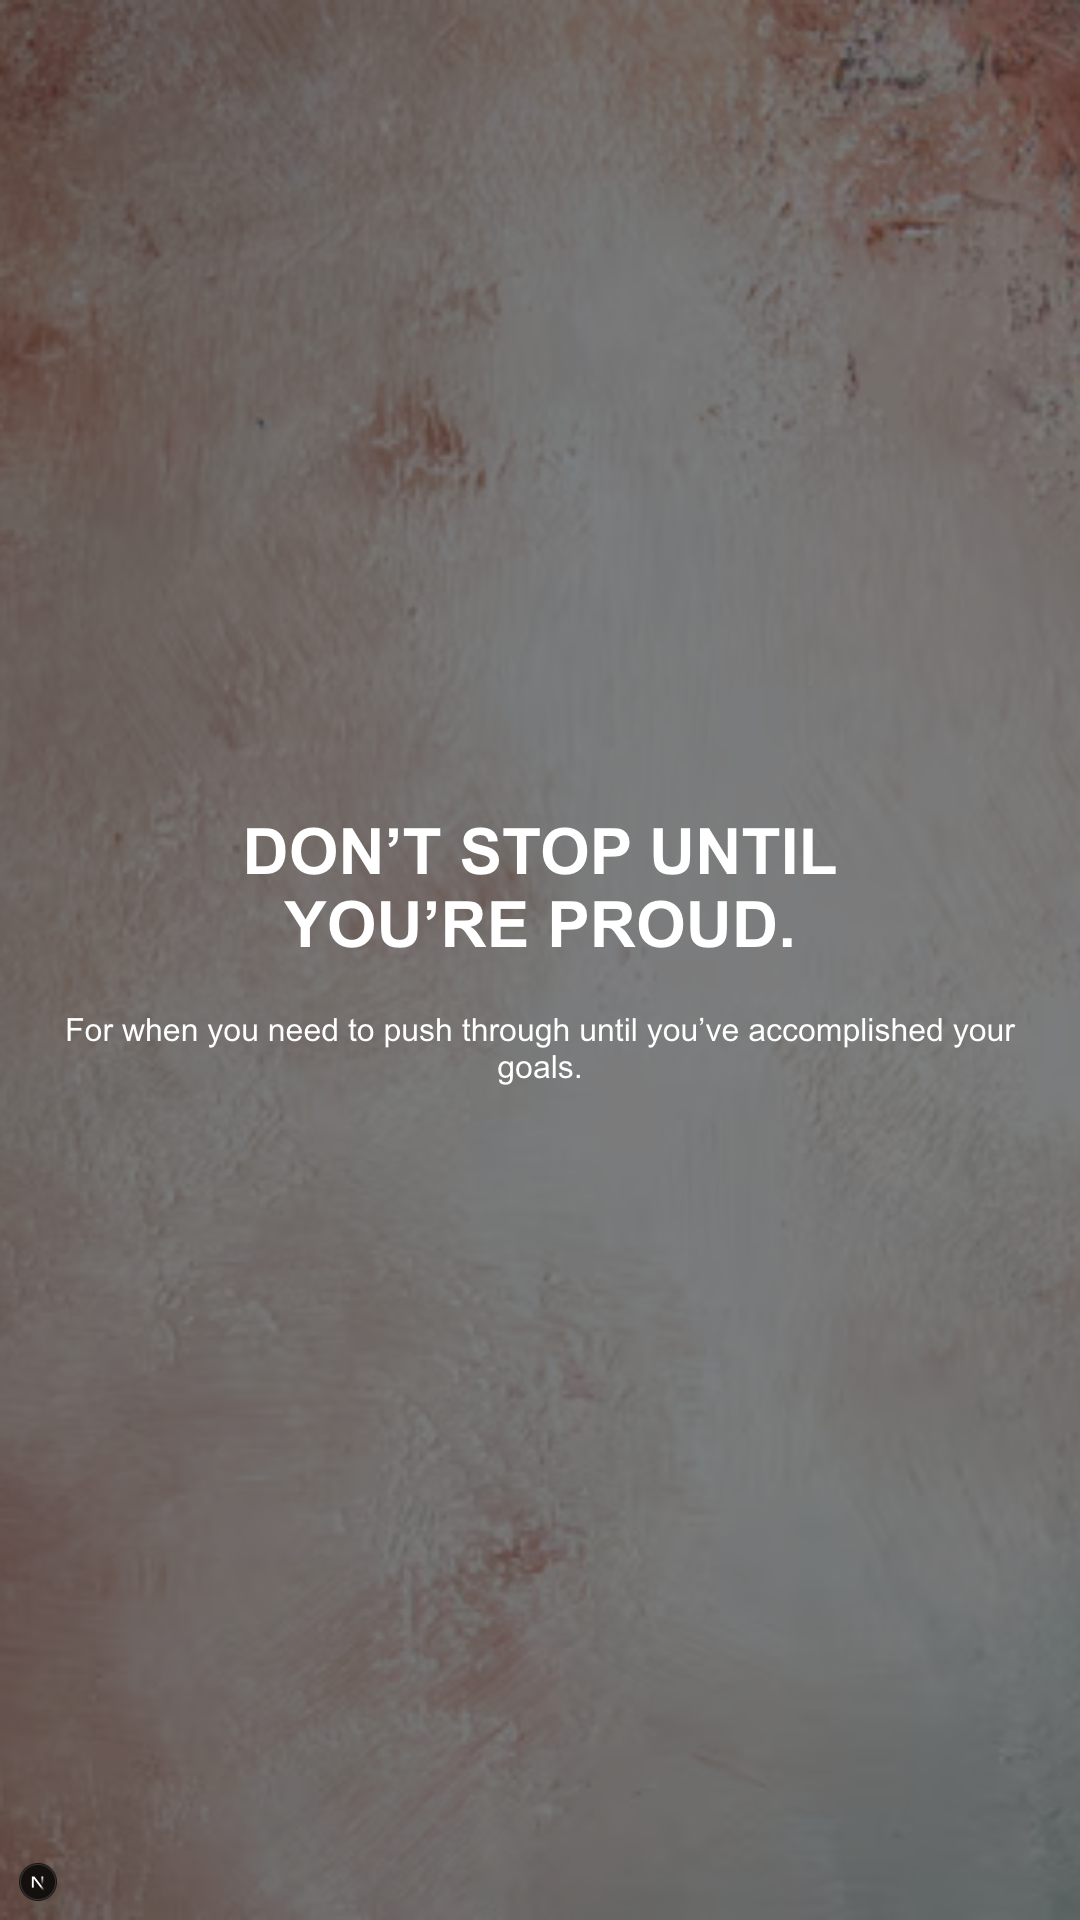 DON’T STOP UNTIL
YOU’RE PROUD.
For when you need to push through until you’ve accomplished your
goals.
N